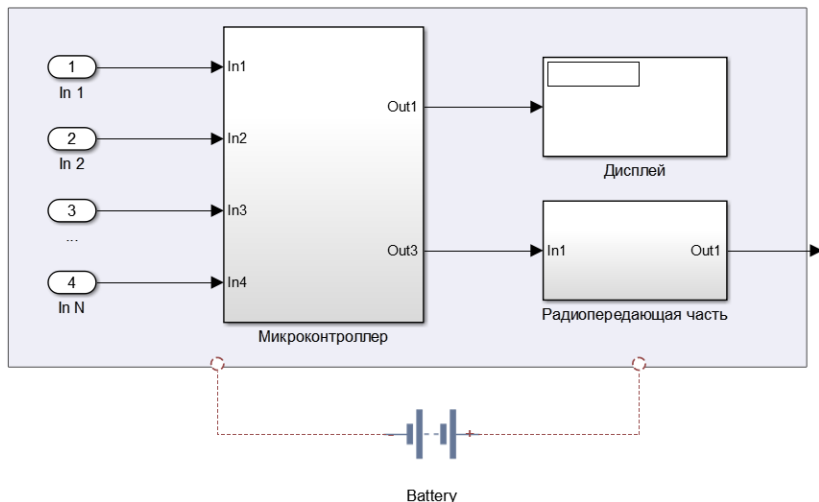 1
In 1
2
In 2
3
...
4
In N
In1
In2
In3
In4
Out1
Out3
Микроконтроллер
Дисплей
In1
Out1
Радиопередающая часть
- +
Battery